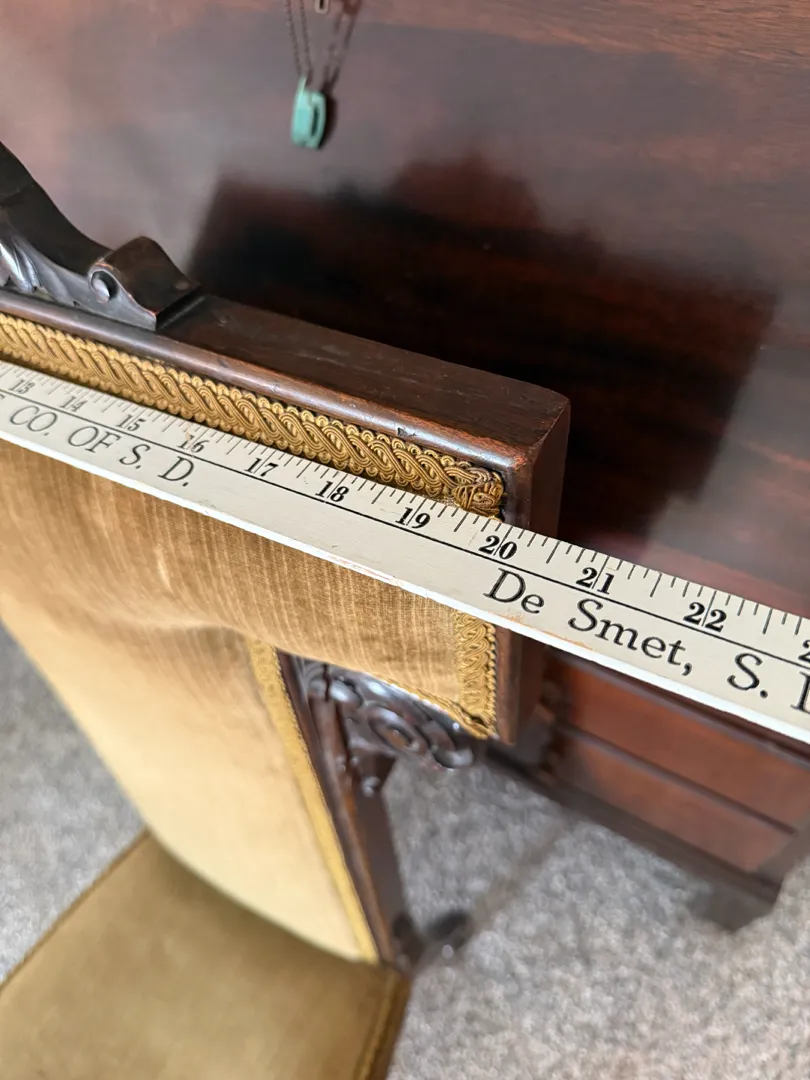 13 14 15 16 17 18 19 20 21 22
CO. OF S. D.
De Smet, S.